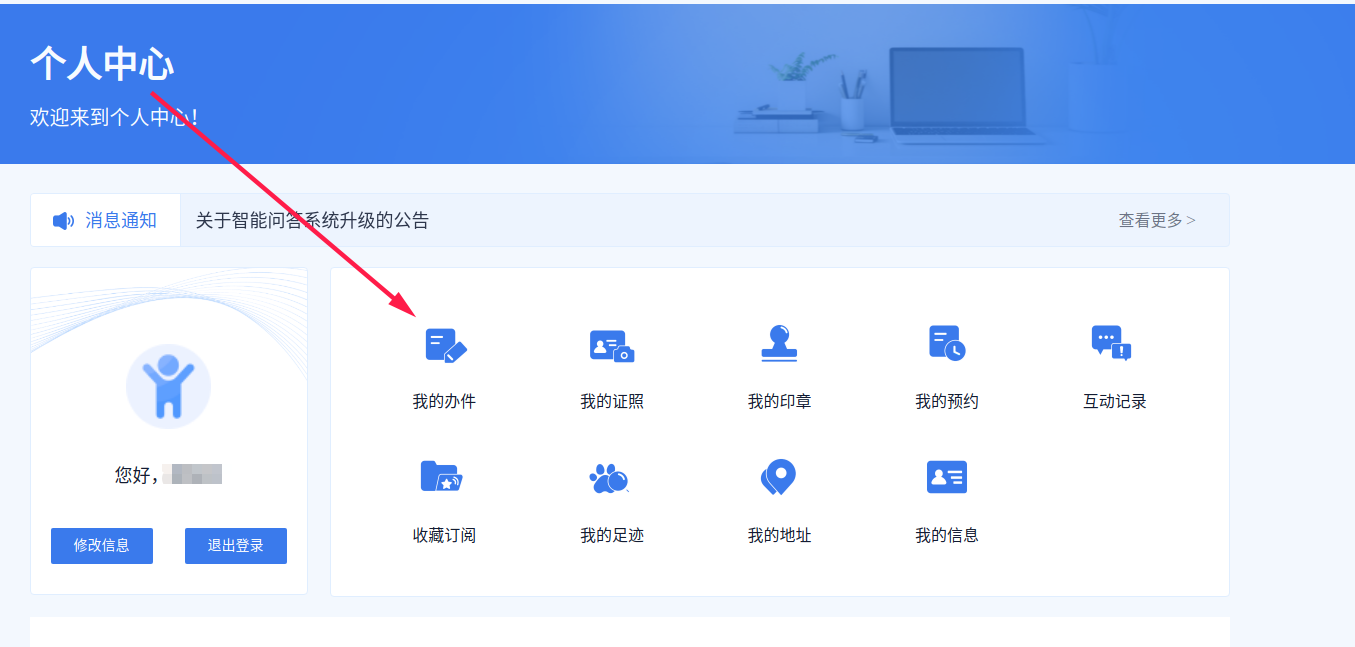 个人中心
欢迎来到个人中心！
消息通知 关于智能问答系统升级的公告 查看更多 >
我的办件 我的证照 我的印章 我的预约 互动记录
您好，
收藏订阅 我的足迹 我的地址 我的信息
修改信息 退出登录